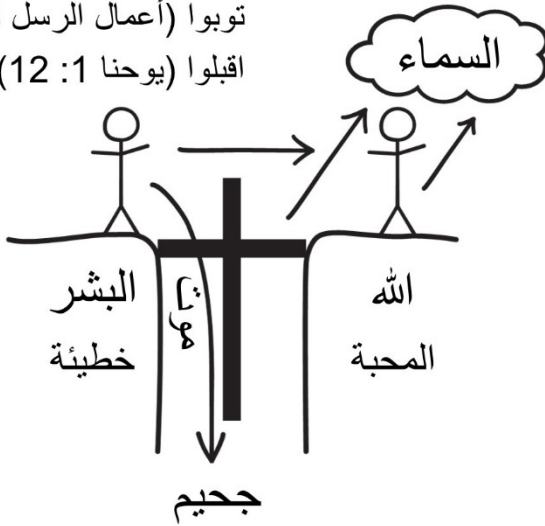 توبوا (أعمال الرسل
اقبلوا (يوحنا 1: 12)
السماء
البشر
خطيئة
موت
الله
المحبة
جحيم